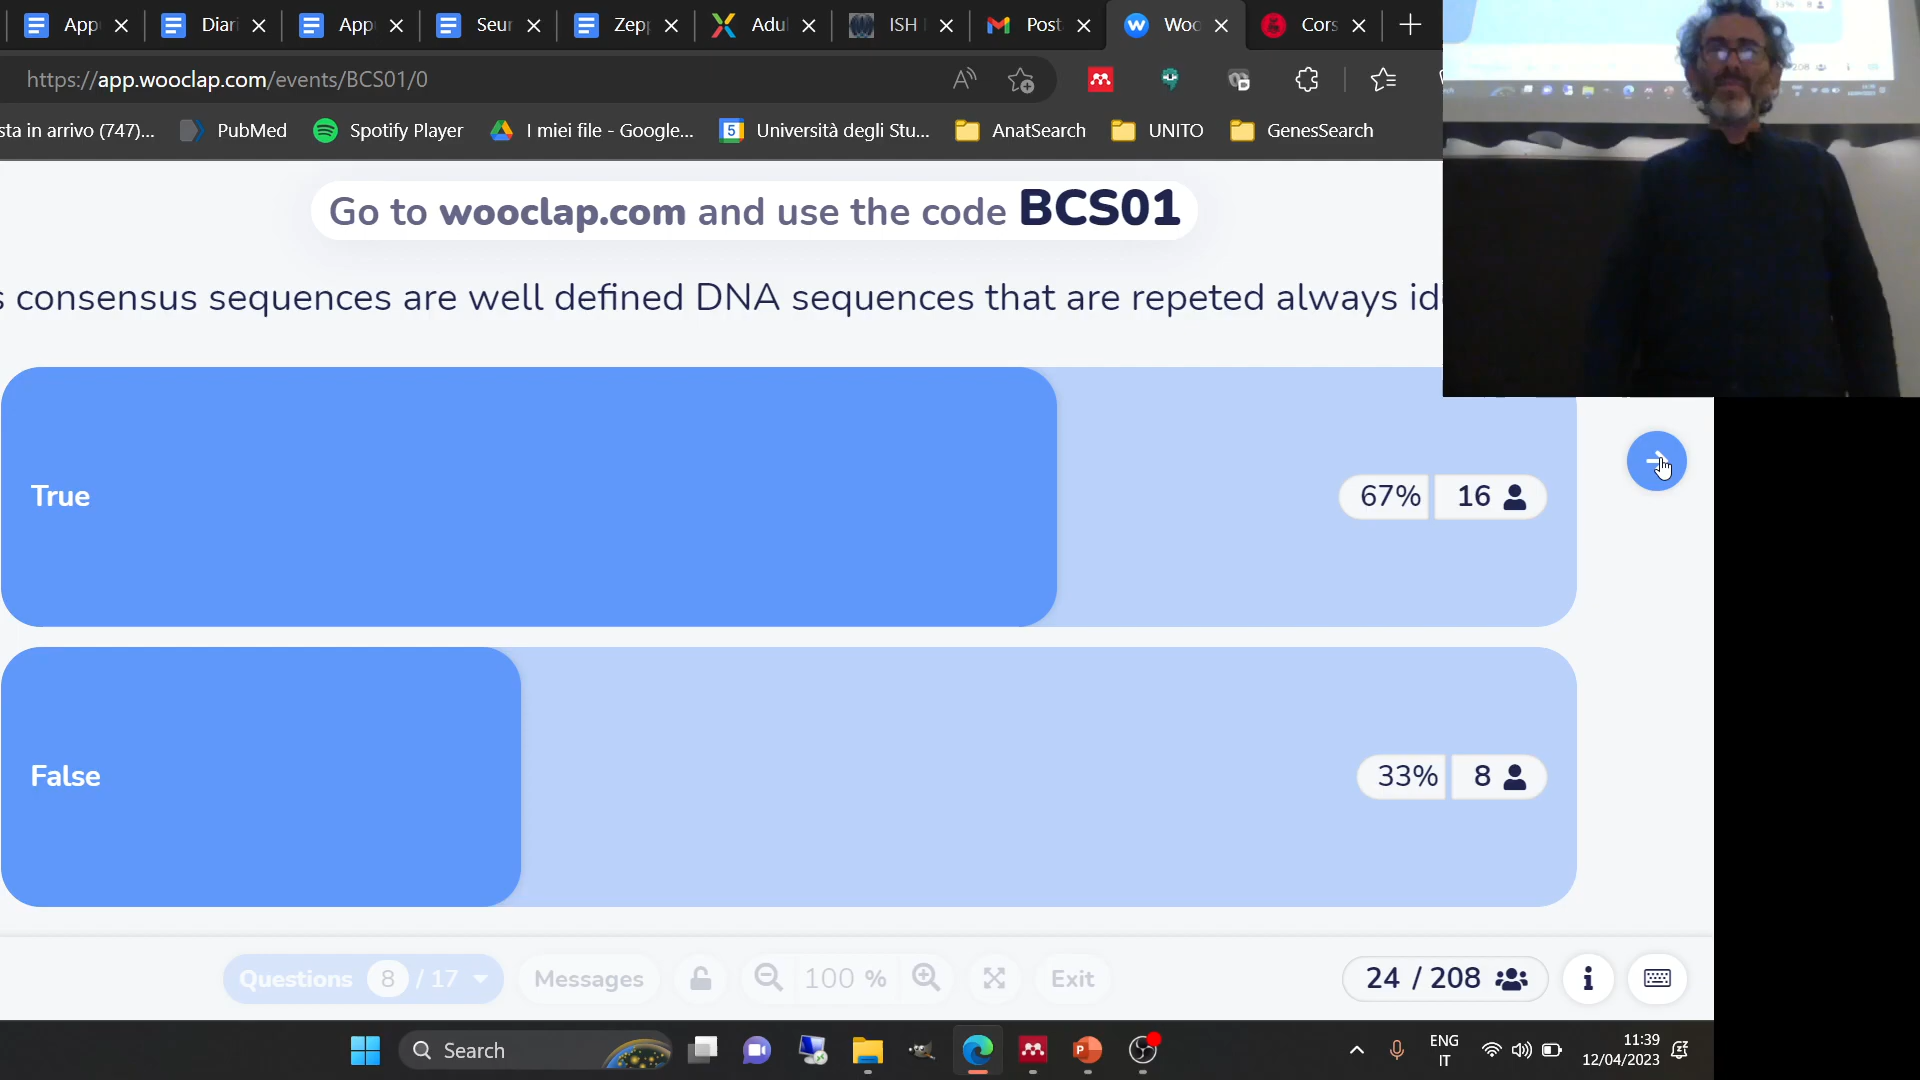 App Diari App Seur Zepp Adul ISH Post Woo Cors
https://app.wooclap.com/events/BCS01/0
sta in arrivo (747)... PubMed Spotify Player I miei file - Google... 5 Università degli Stu... AnatSearch UNITO GenesSearch
Go to wooclap.com and use the code BCS01
s consensus sequences are well defined DNA sequences that are repeted always id
True 67% 16
False 33% 8
Questions 8 / 17 Messages 100 % Exit 24 / 208
Search ENG 11:39
IT 12/04/2023